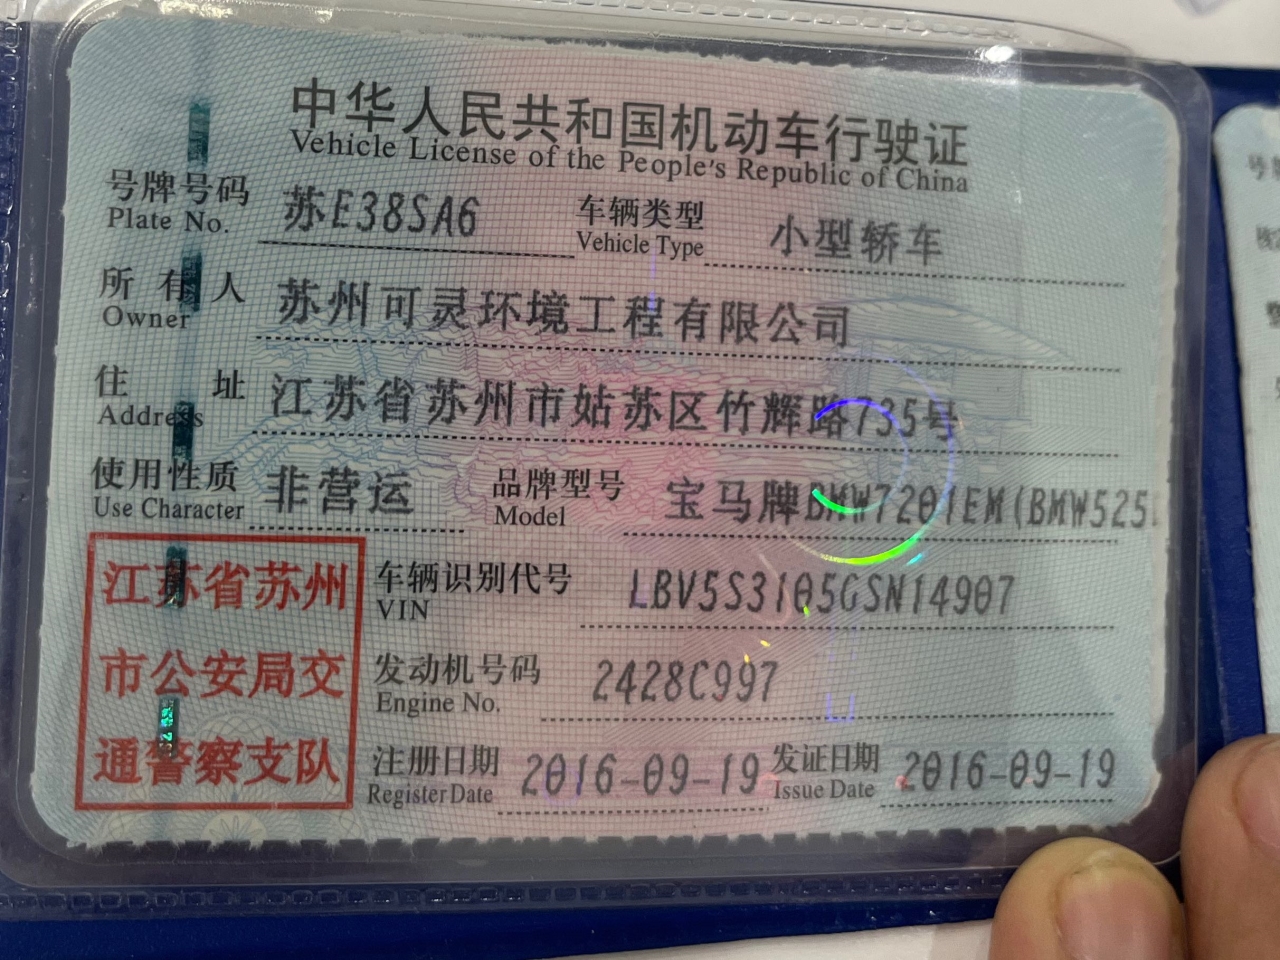 中华人民共和国机动车行驶证
Vehicle License of the People's Republic of China
号牌号码 苏E38SA6 车辆类型 小型轿车
Plate No. Vehicle Type
所有人 苏州可灵环境工程有限公司
Owner
住址 江苏省苏州市姑苏区竹辉路735号
Address
使用性质 非营运 品牌型号 宝马牌BMW7201EM(BMW525
Use Character Model
江苏省苏州
市公安局交
通警察支队
车辆识别代号 LBV5S3105GSN14907
VIN
发动机号码 2428C997
Engine No.
注册日期 2016-09-19 发证日期 2016-09-19
Register Date Issue Date